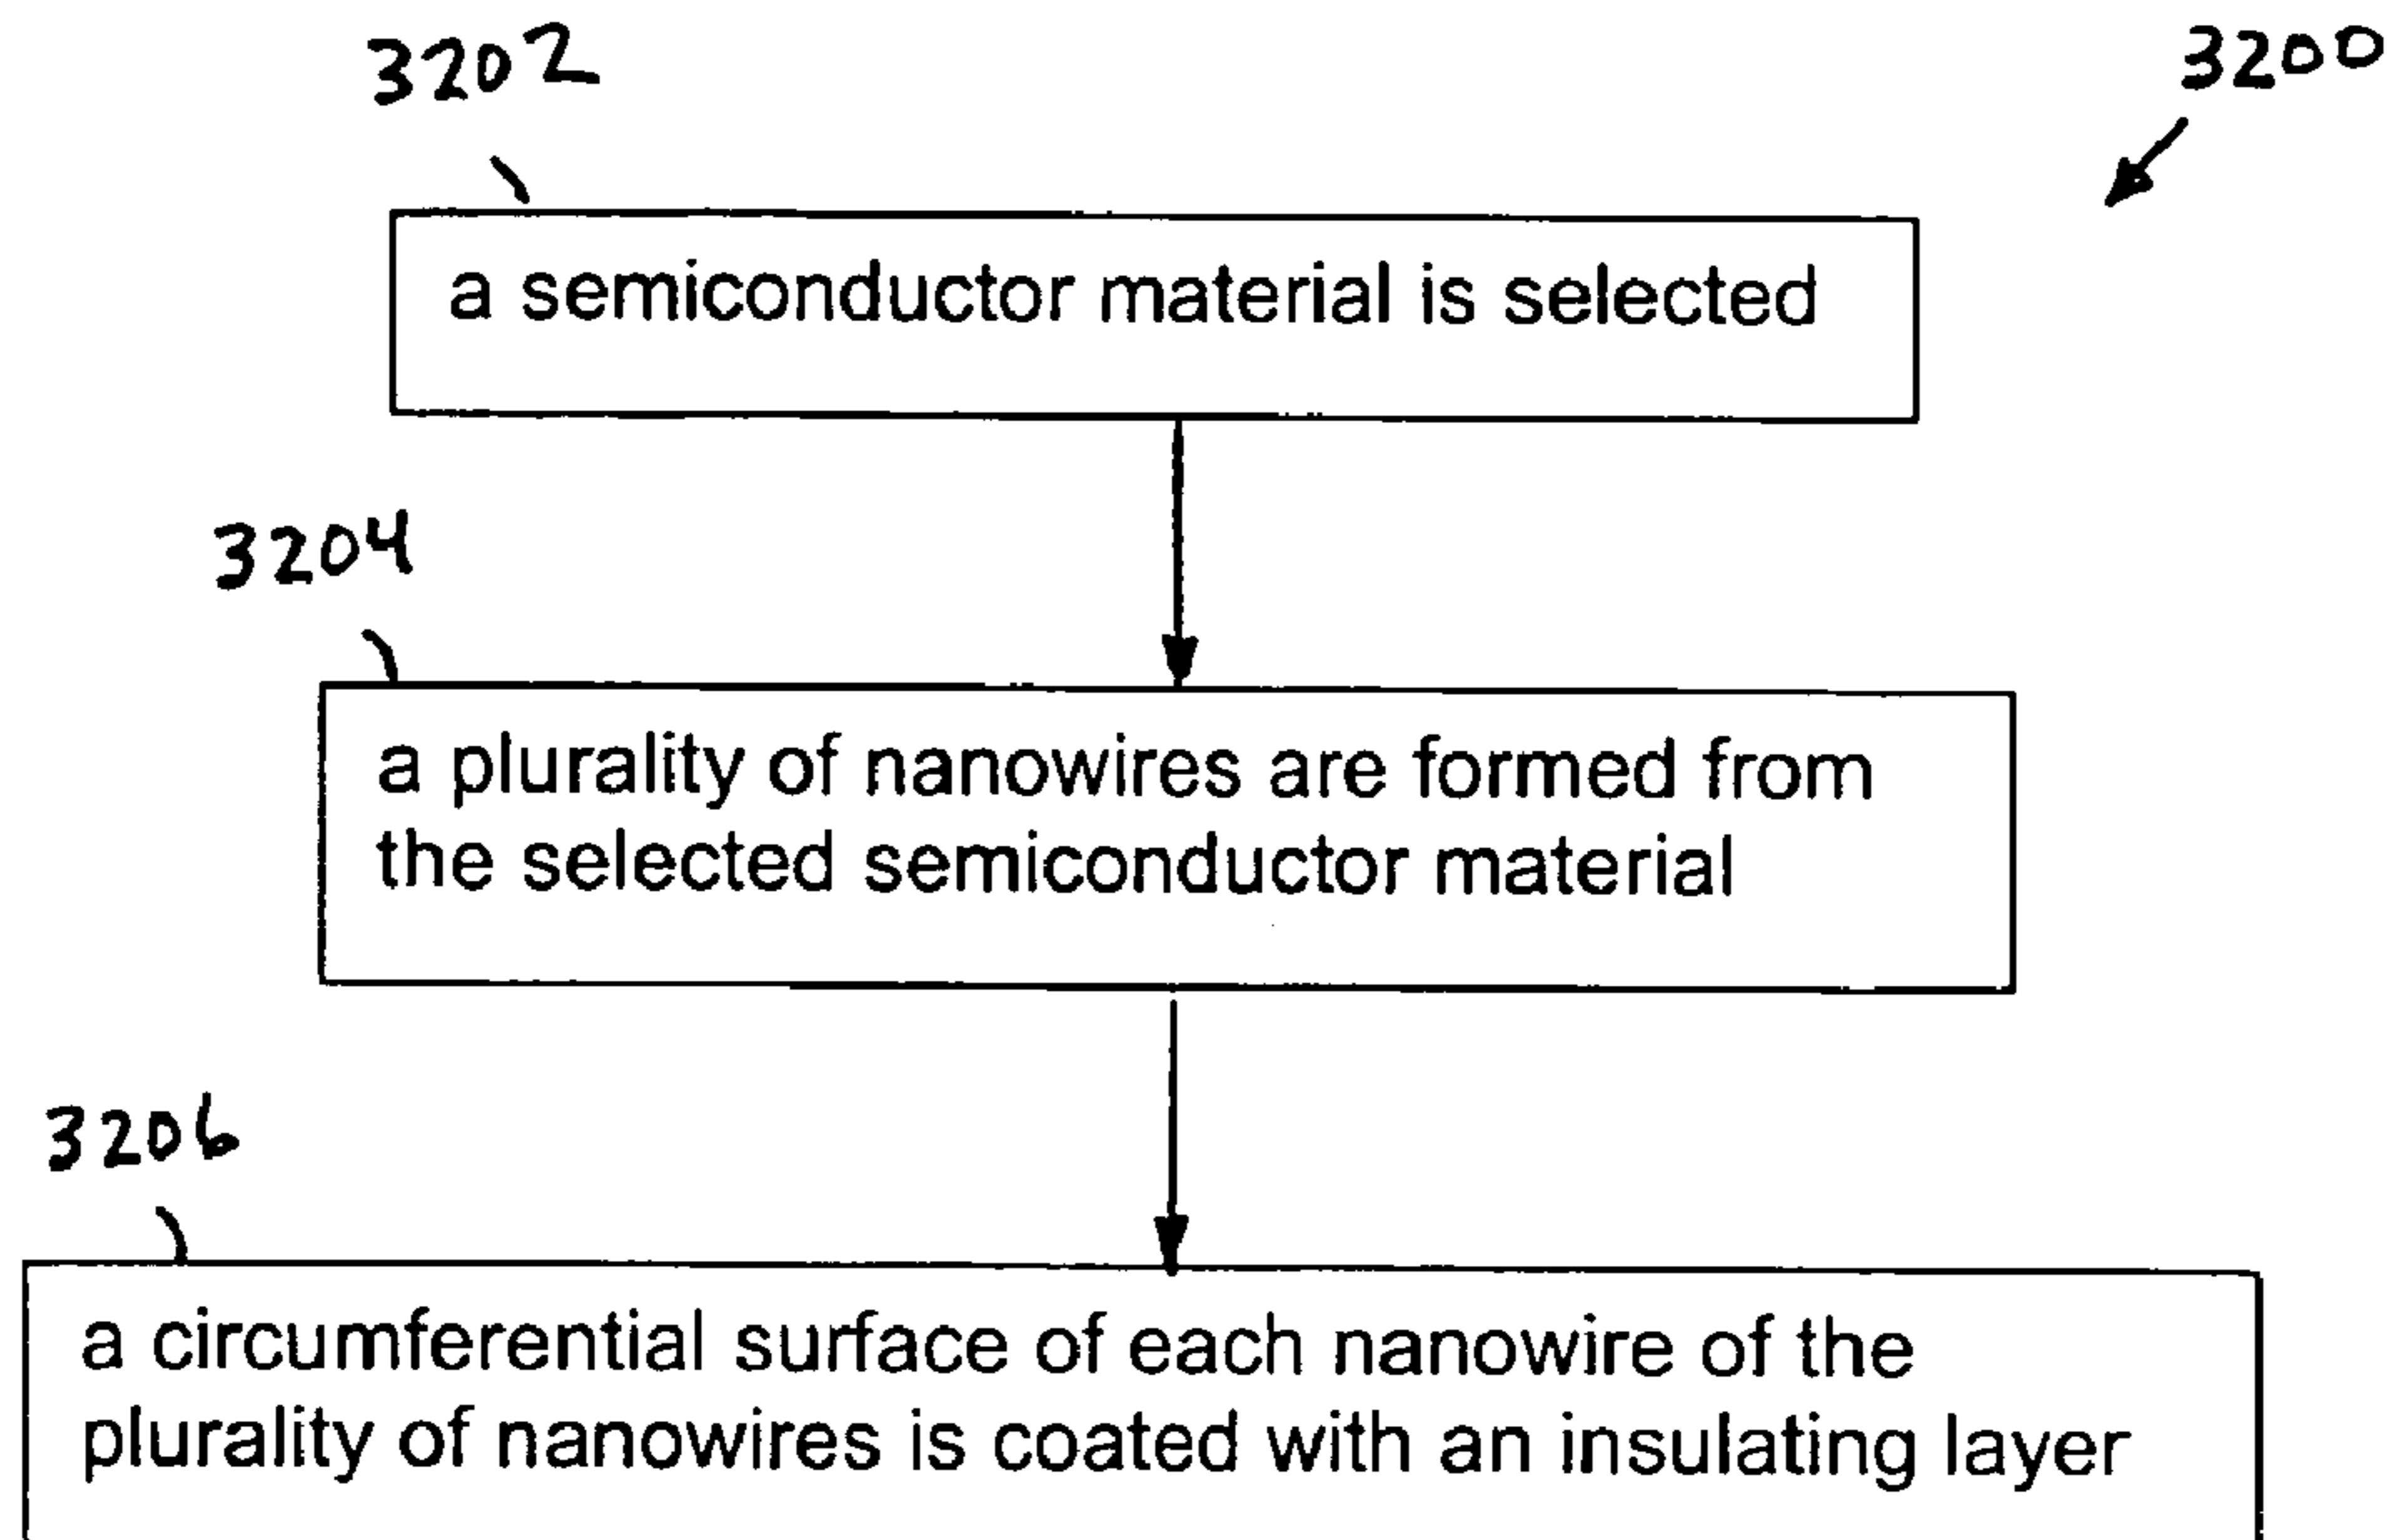 3202
3200
a semiconductor material is selected
3204
a plurality of nanowires are formed from
the selected semiconductor material
3206
a circumferential surface of each nanowire of the
plurality of nanowires is coated with an insulating layer